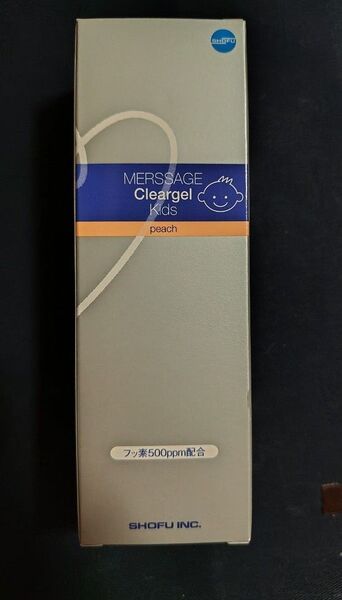 SHOFU
MERSSAGE
Cleargel
Kids
peach
フッ素500ppm配合
SHOFU INC.